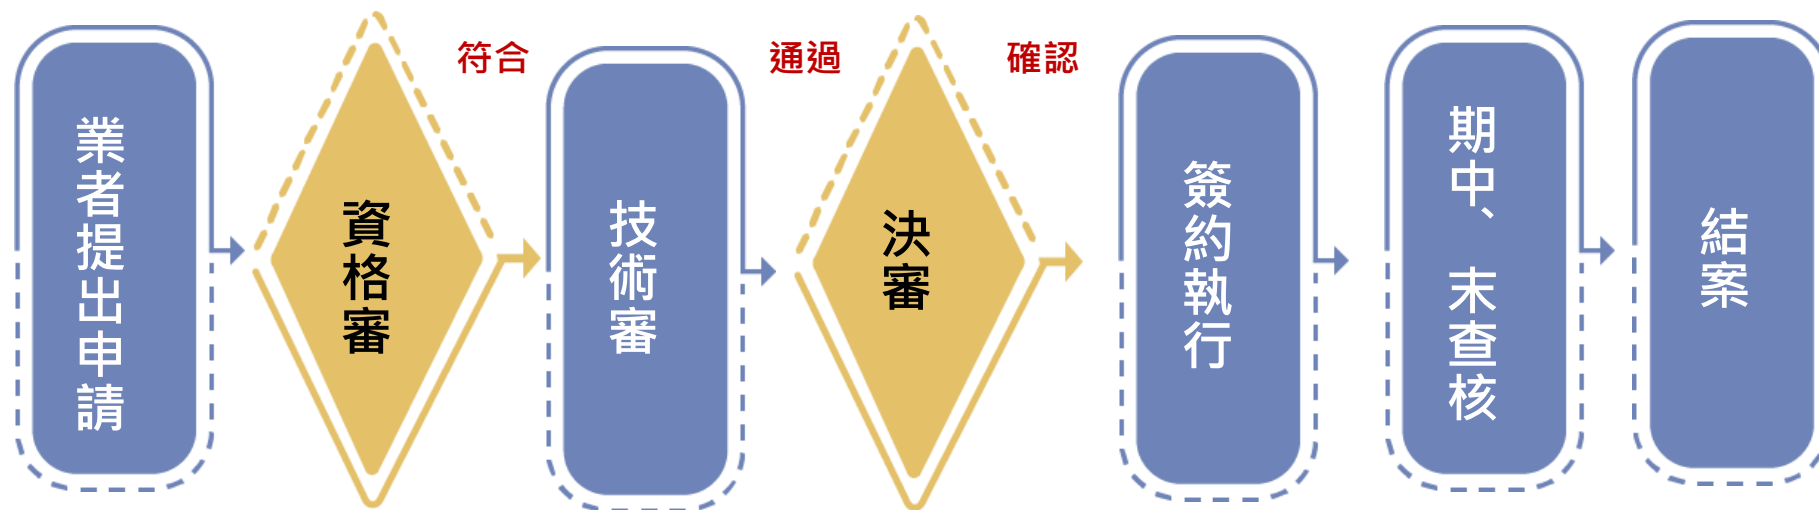 業者提出申請
資格審
符合
技術審
通過
決審
確認
簽約執行
期中、末查核
結案